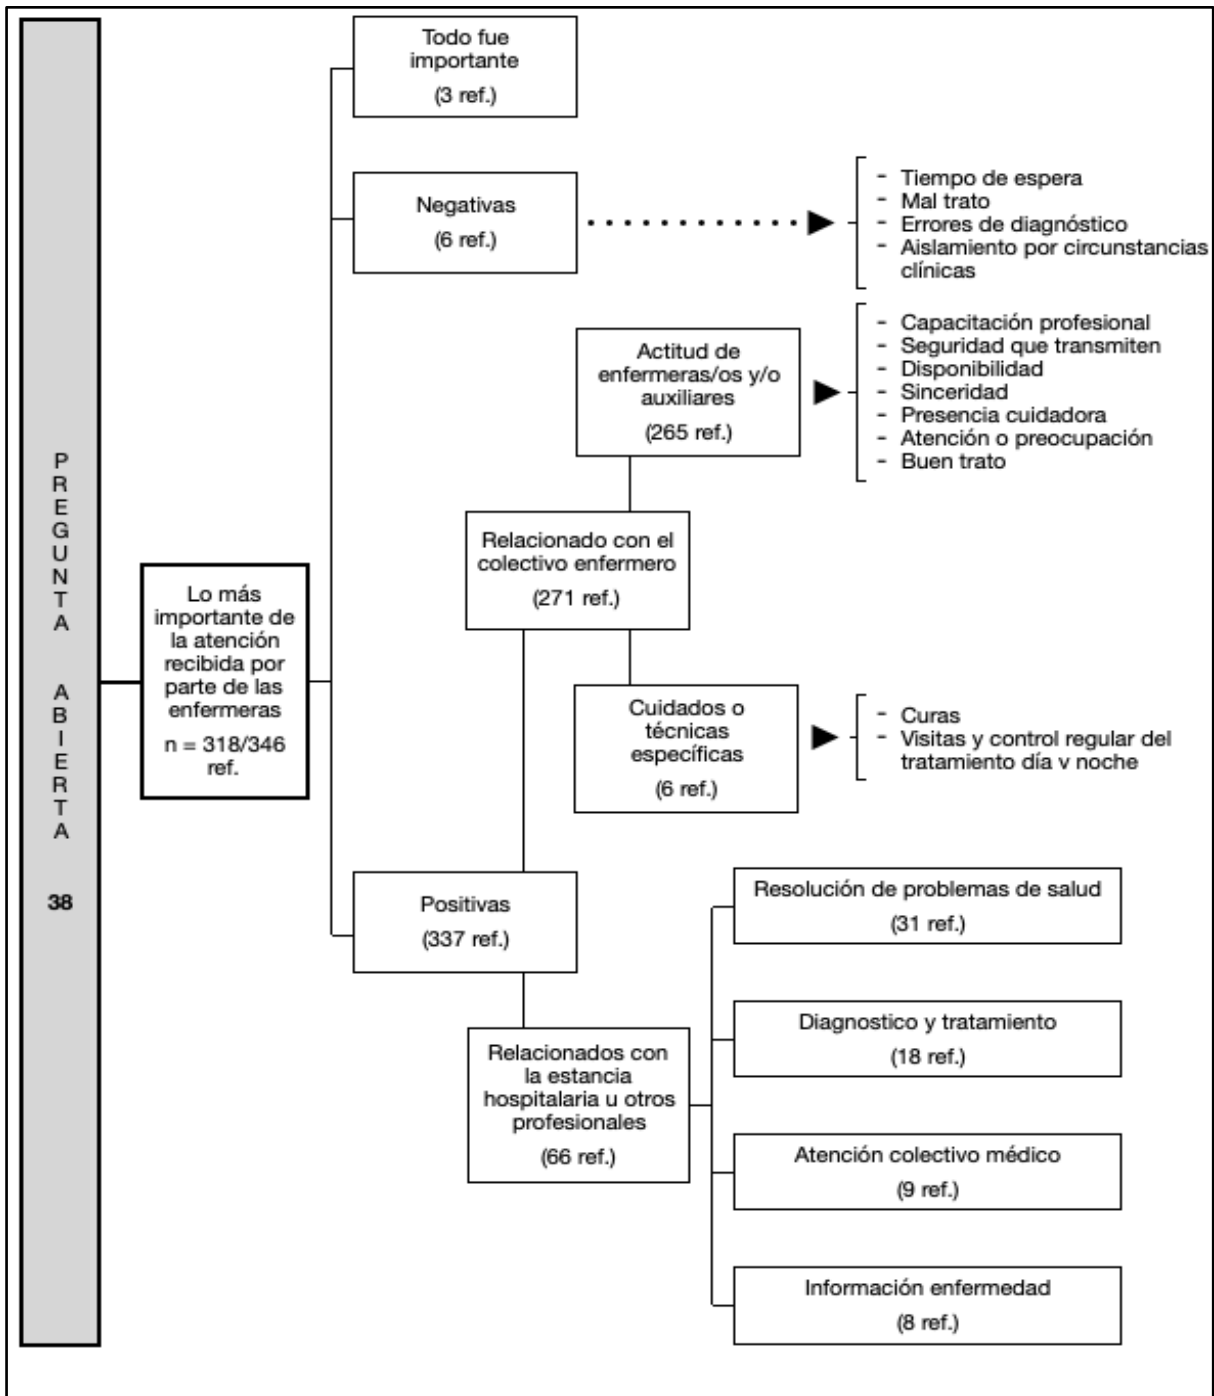 PREGUNTA ABIERTA 38
Lo más
importante de
la atención
recibida por
parte de las
enfermeras
n = 318/346
ref.
Todo fue
importante
(3 ref.)
Negativas
(6 ref.)
- Tiempo de espera
- Mal trato
- Errores de diagnóstico
- Aislamiento por circunstancias
clínicas
Positivas
(337 ref.)
Relacionado con el
colectivo enfermero
(271 ref.)
Actitud de
enfermeras/os y/o
auxiliares
(265 ref.)
- Capacitación profesional
- Seguridad que transmiten
- Disponibilidad
- Sinceridad
- Presencia cuidadora
- Atención o preocupación
- Buen trato
Cuidados o
técnicas
específicas
(6 ref.)
- Curas
- Visitas y control regular del
tratamiento día v noche
Relacionados con
la estancia
hospitalaria u otros
profesionales
(66 ref.)
Resolución de problemas de salud
(31 ref.)
Diagnostico y tratamiento
(18 ref.)
Atención colectivo médico
(9 ref.)
Información enfermedad
(8 ref.)